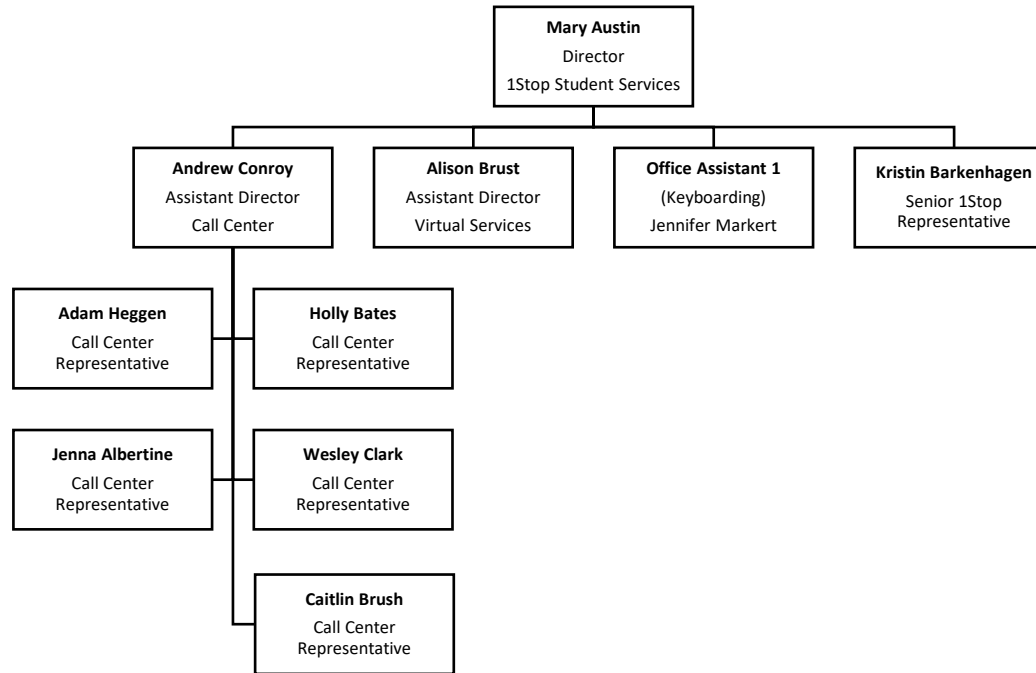 Mary Austin
Director
1Stop Student Services
Andrew Conroy
Assistant Director
Call Center
Alison Brust
Assistant Director
Virtual Services
Office Assistant 1
(Keyboarding)
Jennifer Markert
Kristin Barkenhagen
Senior 1Stop
Representative
Adam Heggen
Call Center
Representative
Holly Bates
Call Center
Representative
Jenna Albertine
Call Center
Representative
Wesley Clark
Call Center
Representative
Caitlin Brush
Call Center
Representative